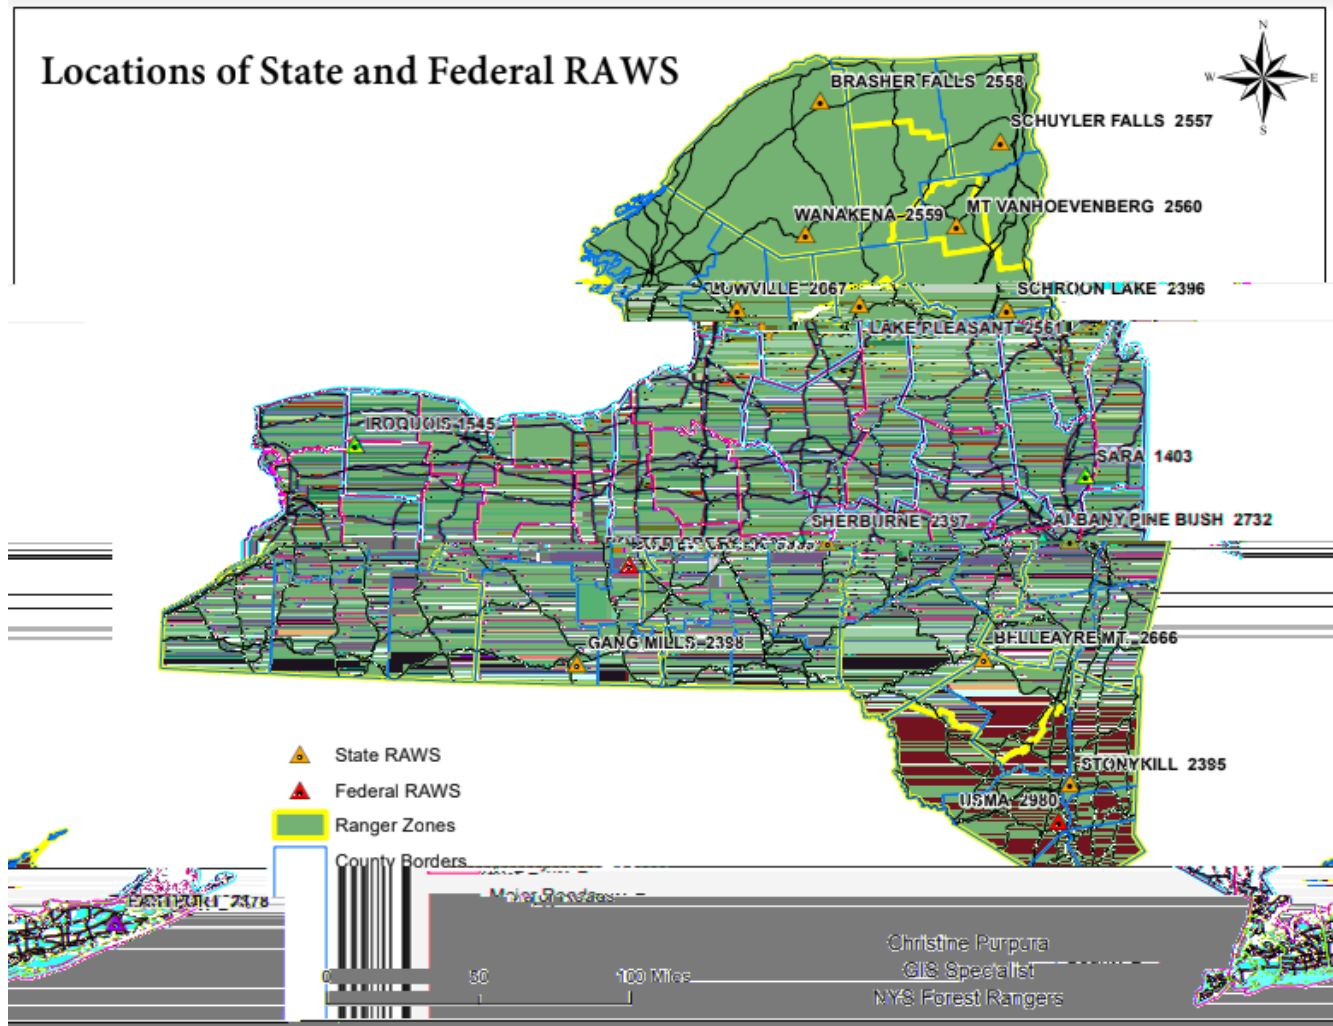 Locations of State and Federal RAWS
N
W E
S
BRASHER FALLS 2558
SCHUYLER FALLS 2557
WANAKENA 2559
MT VANHOEVENBERG 2560
LOWVILLE 2067
SCHROON LAKE 2396
LAKE PLEASANT 2561
IROQUOIS 1545
SARA 1403
SHERBURNE 2397
ALBANY PINE BUSH 2732
GANG MILLS 2398
BELLEAYRE MT. 2666
STONYKILL 2395
USMA 2980
State RAWS
Federal RAWS
Ranger Zones
County Borders
Major Roads
2378
Christine Purpura
GIS Specialist
NYS Forest Rangers
0 50 100 Miles